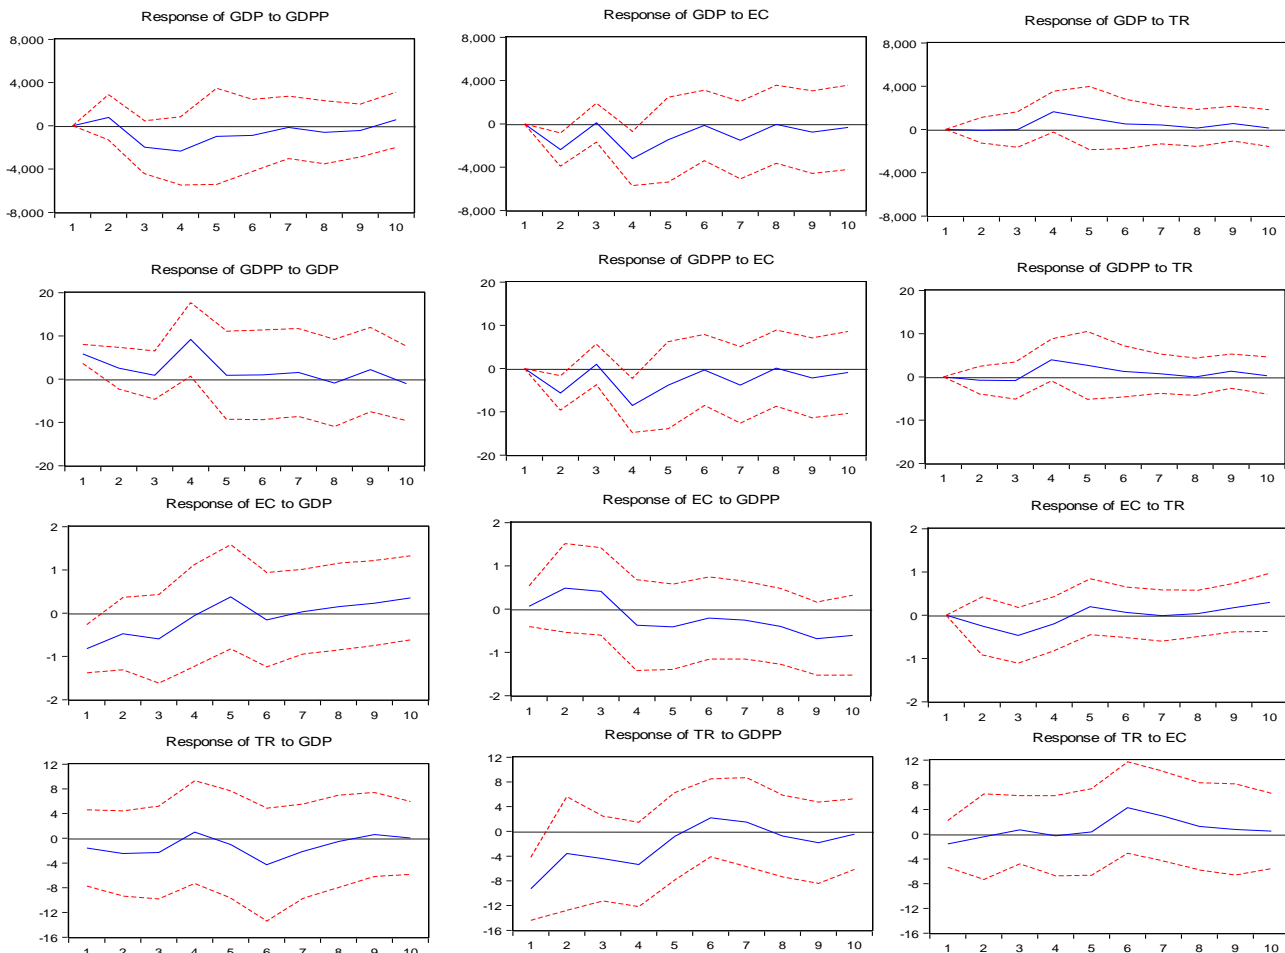 Response of GDP to GDPP
8,000
4,000
0
-4,000
-8,000
1 2 3 4 5 6 7 8 9 10
Response of GDP to EC
8,000
4,000
0
-4,000
-8,000
1 2 3 4 5 6 7 8 9 10
Response of GDP to TR
8,000
4,000
0
-4,000
-8,000
1 2 3 4 5 6 7 8 9 10
Response of GDPP to GDP
20
10
0
-10
-20
1 2 3 4 5 6 7 8 9 10
Response of GDPP to EC
20
10
0
-10
-20
1 2 3 4 5 6 7 8 9 10
Response of GDPP to TR
20
10
0
-10
-20
1 2 3 4 5 6 7 8 9 10
Response of EC to GDP
2
1
0
-1
-2
1 2 3 4 5 6 7 8 9 10
Response of EC to GDPP
2
1
0
-1
-2
1 2 3 4 5 6 7 8 9 10
Response of EC to TR
2
1
0
-1
-2
1 2 3 4 5 6 7 8 9 10
Response of TR to GDP
12
8
4
0
-4
-8
-12
-16
1 2 3 4 5 6 7 8 9 10
Response of TR to GDPP
12
8
4
0
-4
-8
-12
-16
1 2 3 4 5 6 7 8 9 10
Response of TR to EC
12
8
4
0
-4
-8
-12
-16
1 2 3 4 5 6 7 8 9 10